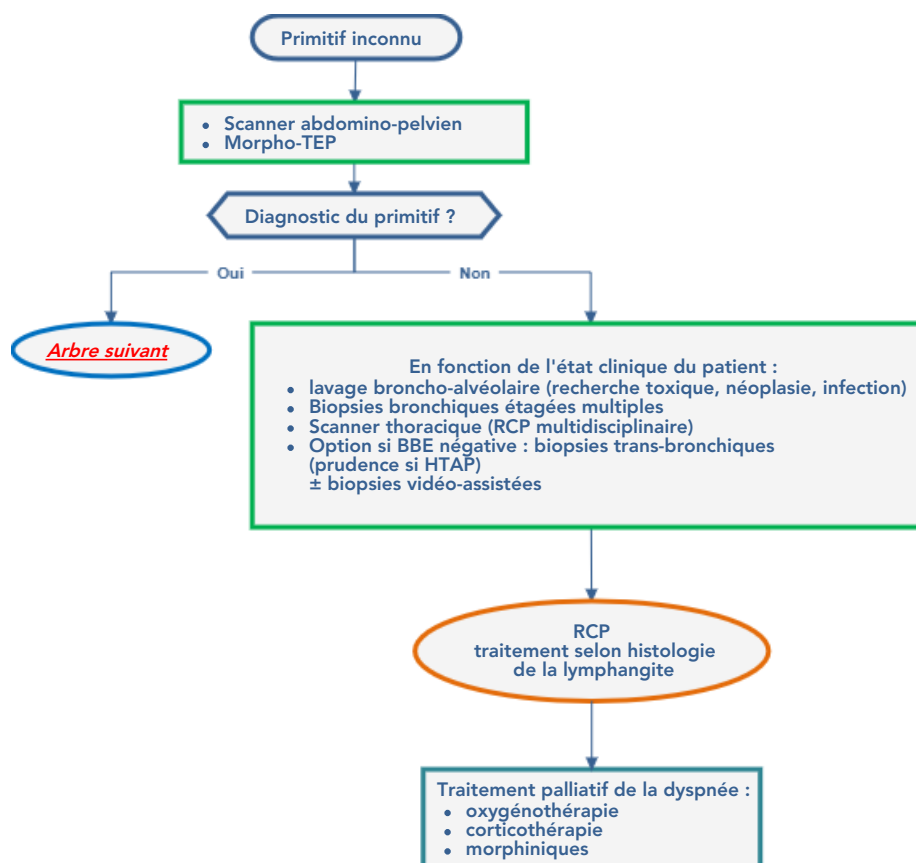 Primitif inconnu
• Scanner abdomino-pelvien
• Morpho-TEP
Diagnostic du primitif ?
Oui
Non
Arbre suivant
En fonction de l'état clinique du patient :
• lavage broncho-alvéolaire (recherche toxique, néoplasie, infection)
• Biopsies bronchiques étagées multiples
• Scanner thoracique (RCP multidisciplinaire)
• Option si BBE négative : biopsies trans-bronchiques
(prudence si HTAP)
± biopsies vidéo-assistées
RCP
traitement selon histologie
de la lymphangite
Traitement palliatif de la dyspnée :
• oxygénothérapie
• corticothérapie
• morphiniques